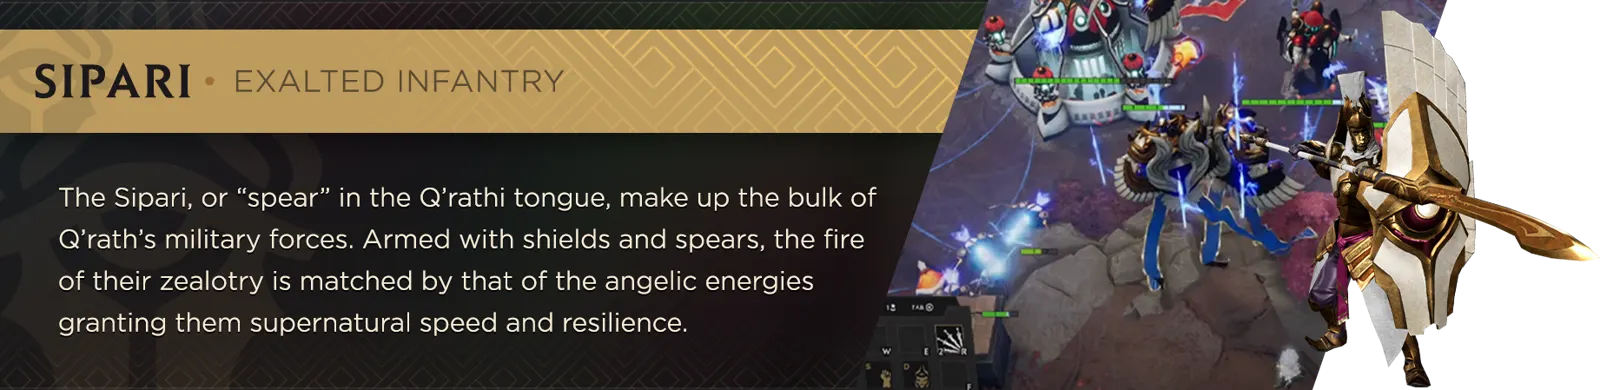 SIPARI • EXALTED INFANTRY
The Sipari, or “spear” in the Q’rathi tongue, make up the bulk of
Q’rath’s military forces. Armed with shields and spears, the fire
of their zealotry is matched by that of the angelic energies
granting them supernatural speed and resilience.
TAB
W E 2 R
S D
F